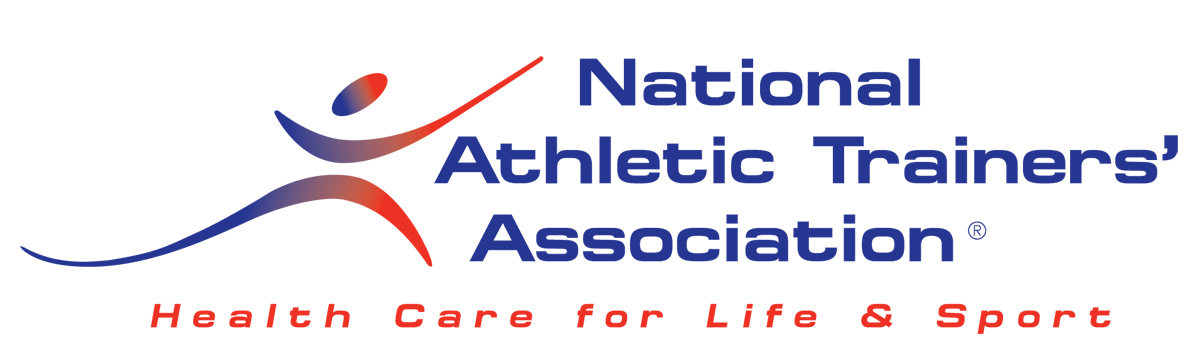 National
Athletic Trainers’
Association®
Health Care for Life & Sport